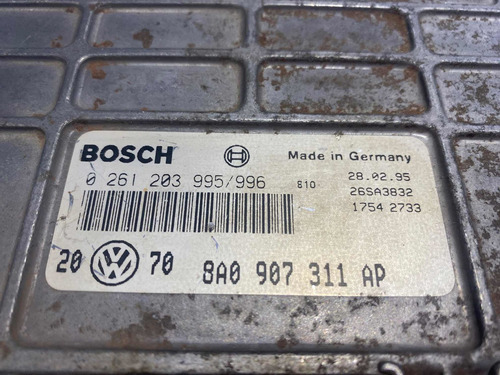 BOSCH Made in Germany
0 261 203 995/996 E10 28.02.95
26SA3832
1754 2733
20 70 8A0 907 311 AP